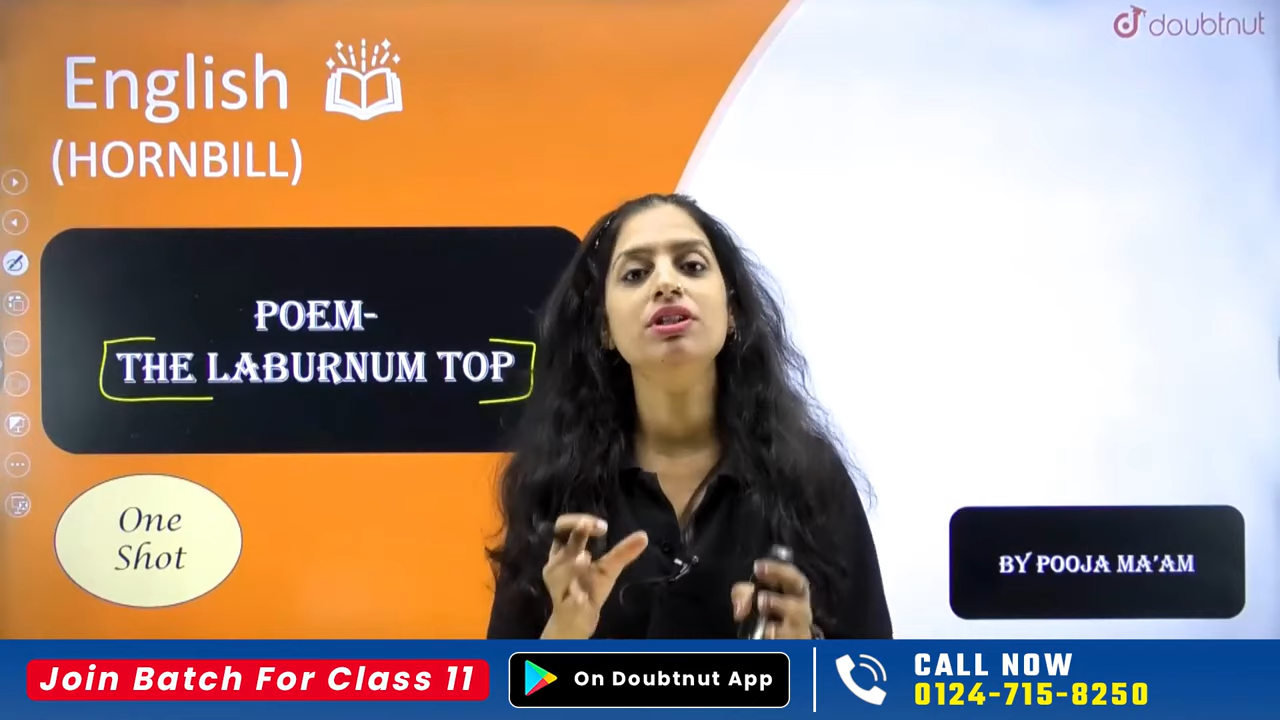 doubtnut
English
(HORNBILL)
POEM-
THE LABURNUM TOP
One
Shot
BY POOJA MA'AM
Join Batch For Class 11
On Doubtnut App
CALL NOW
0124-715-8250